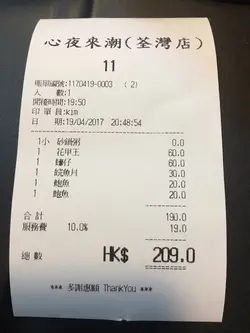 心夜來潮(荃灣店)
11
賬單編號:1170419-0003 (2)
人 數:1
開檯時間:19:50
印 單 員:kim
日 期:19/04/2017 20:48:54
1小 砂鍋粥 0.0
1 花甲王 60.0
1 蟶仔 60.0
1 皖魚片 30.0
1 鮑魚 20.0
1 鮑魚 20.0
合 計 190.0
服務費 10.0% 19.0
總 數 HK$ 209.0
*** 多謝惠顧 ThankYou ***